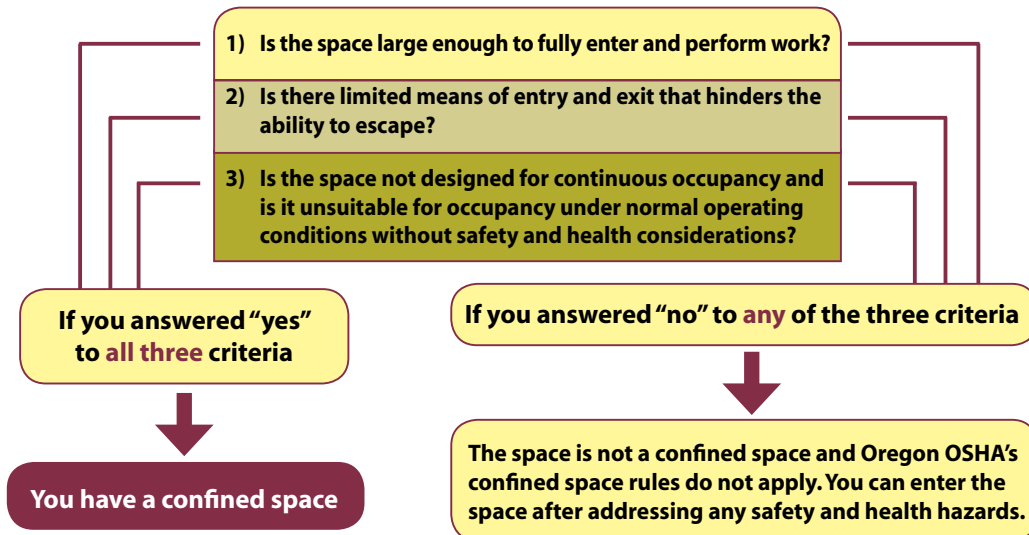 1) Is the space large enough to fully enter and perform work?
2) Is there limited means of entry and exit that hinders the
ability to escape?
3) Is the space not designed for continuous occupancy and
is it unsuitable for occupancy under normal operating
conditions without safety and health considerations?
If you answered “yes”
to all three criteria
You have a confined space
If you answered “no” to any of the three criteria
The space is not a confined space and Oregon OSHA’s
confined space rules do not apply. You can enter the
space after addressing any safety and health hazards.